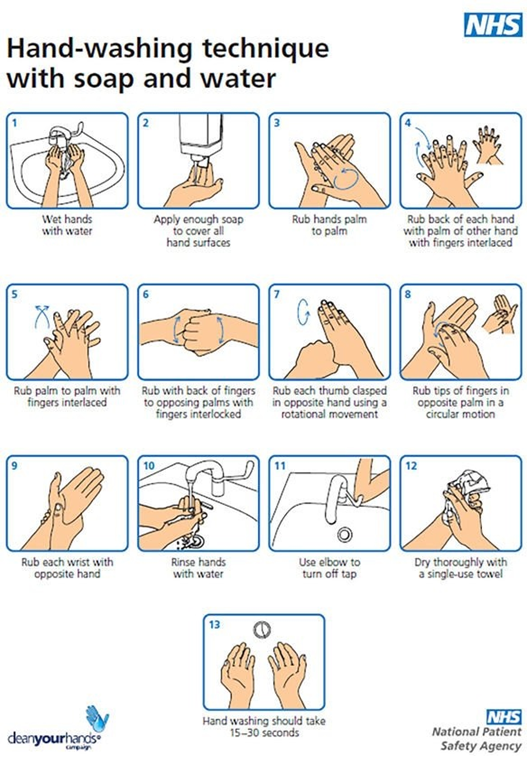 NHS
Hand-washing technique
with soap and water
1
Wet hands
with water
2
Apply enough soap
to cover all
hand surfaces
3
Rub hands palm
to palm
4
Rub back of each hand
with palm of other hand
with fingers interlaced
5
Rub palm to palm with
fingers interlaced
6
Rub with back of fingers
to opposing palms with
fingers interlocked
7
Rub each thumb clasped
in opposite hand using a
rotational movement
8
Rub tips of fingers in
opposite palm in a
circular motion
9
Rub each wrist with
opposite hand
10
Rinse hands
with water
11
Use elbow to
turn off tap
12
Dry thoroughly with
a single-use towel
13
Hand washing should take
15–30 seconds
cleanyourhands®
campaign
NHS
National Patient
Safety Agency